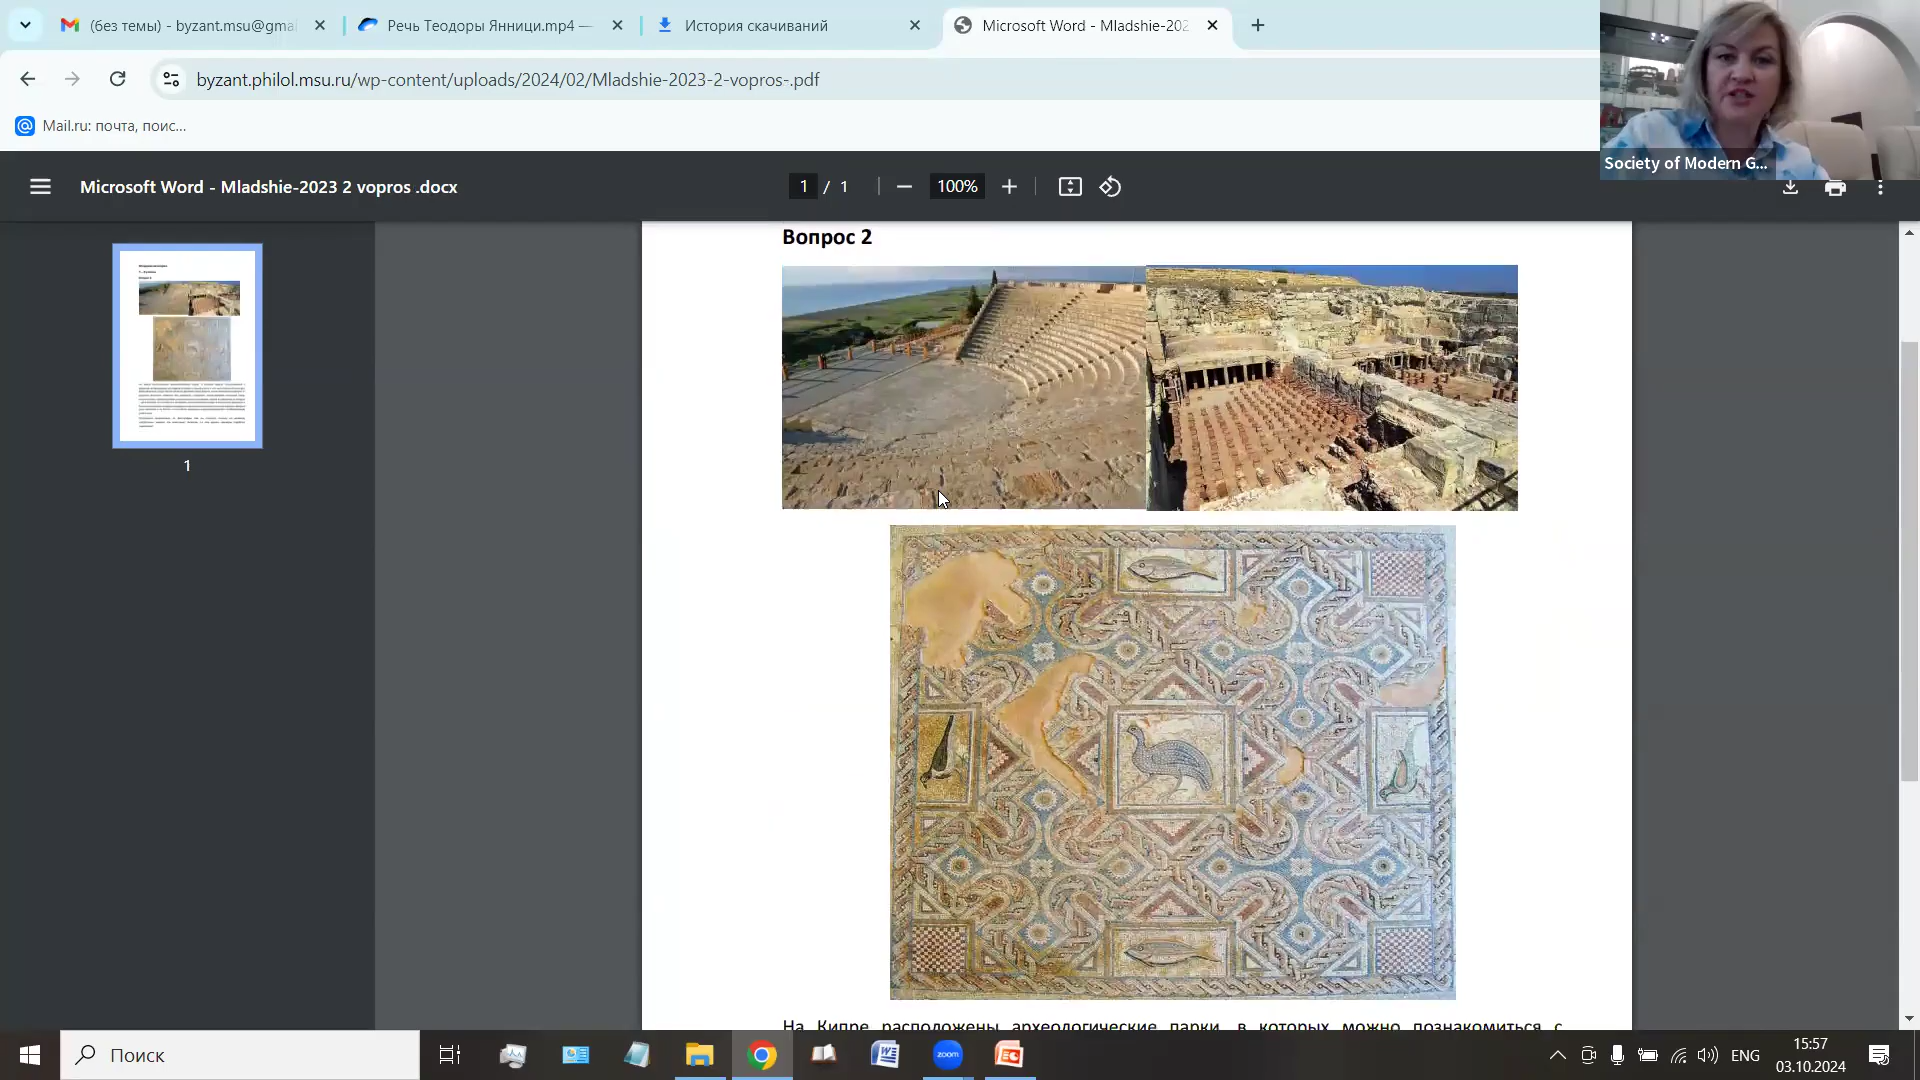 (без темы) - byzant.msu@gmai
Речь Теодоры Янници.mp4 —
История скачиваний
Microsoft Word - Mladshie-202
byzant.philol.msu.ru/wp-content/uploads/2024/02/Mladshie-2023-2-vopros-.pdf
Mail.ru: почта, поис...
Society of Modern G...
Microsoft Word - Mladshie-2023 2 vopros .docx
1 / 1
100%
Вопрос 2
1
На Кипре расположены археологические парки, в которых можно познакомиться с
Поиск
zoom
ENG
15:57
03.10.2024